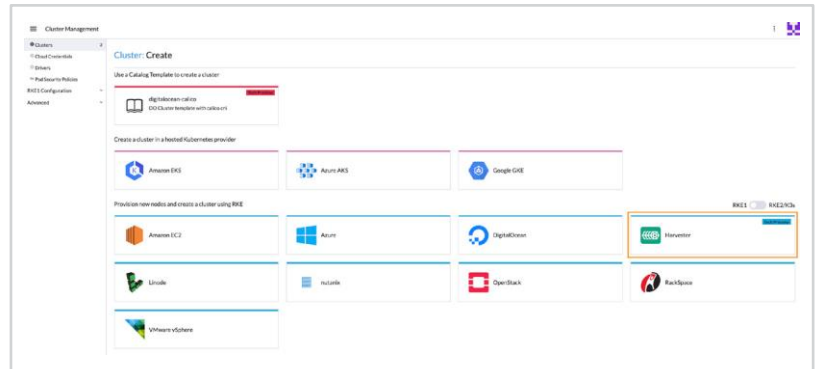 Cluster Management
Clusters
Cloud Credentials
Drivers
Pod Security Policies
RKE1 Configuration
Advanced
Cluster: Create
Use a Catalog Template to create a cluster
digitalocean-calico
DO Cluster template with calico cni
Create a cluster in a hosted Kubernetes provider
Amazon EKS
Azure AKS
Google GKE
Provision new nodes and create a cluster using RKE
RKE1 RKE2/K3s
Amazon EC2
Azure
DigitalOcean
Harvester
Linode
nutanix
OpenStack
RackSpace
VMware vSphere